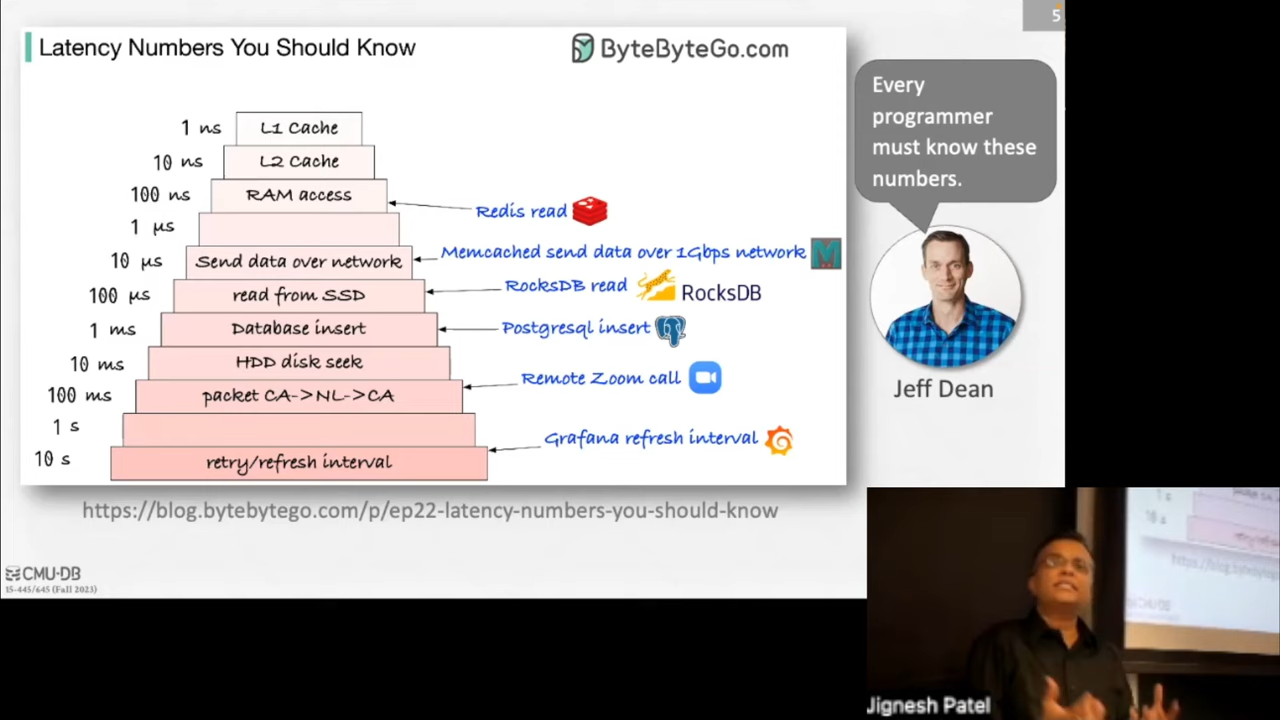 5
Latency Numbers You Should Know
ByteByteGo.com
Every
programmer
must know these
numbers.
Jeff Dean
1 ns L1 Cache
10 ns L2 Cache
100 ns RAM access
Redis read
1 µs
10 µs Send data over network
Memcached send data over 1Gbps network
100 µs read from SSD
RocksDB read RocksDB
1 ms Database insert
Postgresql insert
10 ms HDD disk seek
Remote Zoom call
100 ms packet CA->NL->CA
1 s
Grafana refresh interval
10 s retry/refresh interval
https://blog.bytebytego.com/p/ep22-latency-numbers-you-should-know
CMU·DB
15-445/645 (Fall 2023)
Jignesh Patel